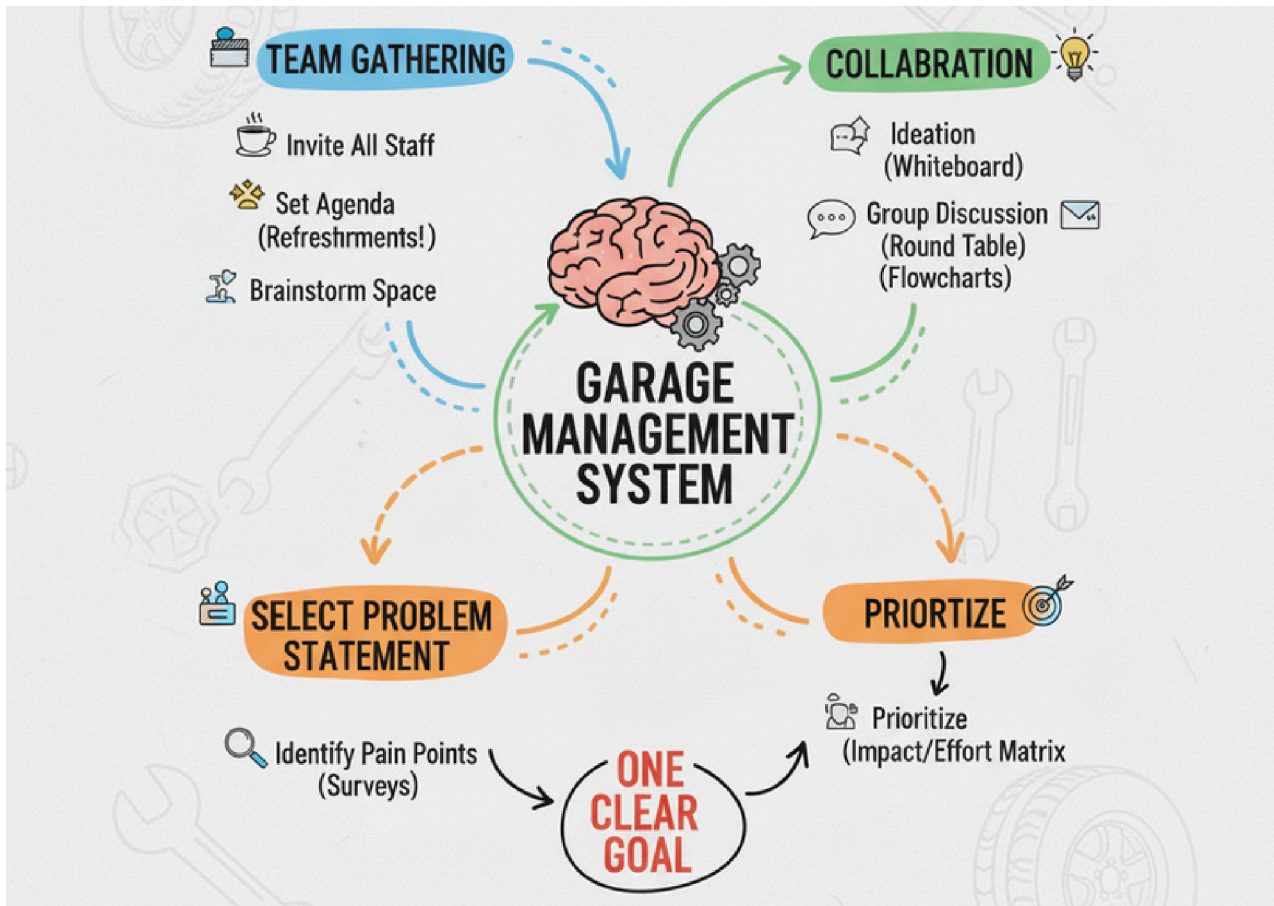 TEAM GATHERING
Invite All Staff
Set Agenda
(Refreshrments!)
Brainstorm Space
COLLABRATION
Ideation
(Whiteboard)
Group Discussion
(Round Table)
(Flowcharts)
GARAGE
MANAGEMENT
SYSTEM
SELECT PROBLEM
STATEMENT
Identify Pain Points
(Surveys)
ONE
CLEAR
GOAL
PRIORTIZE
Prioritize
(Impact/Effort Matrix